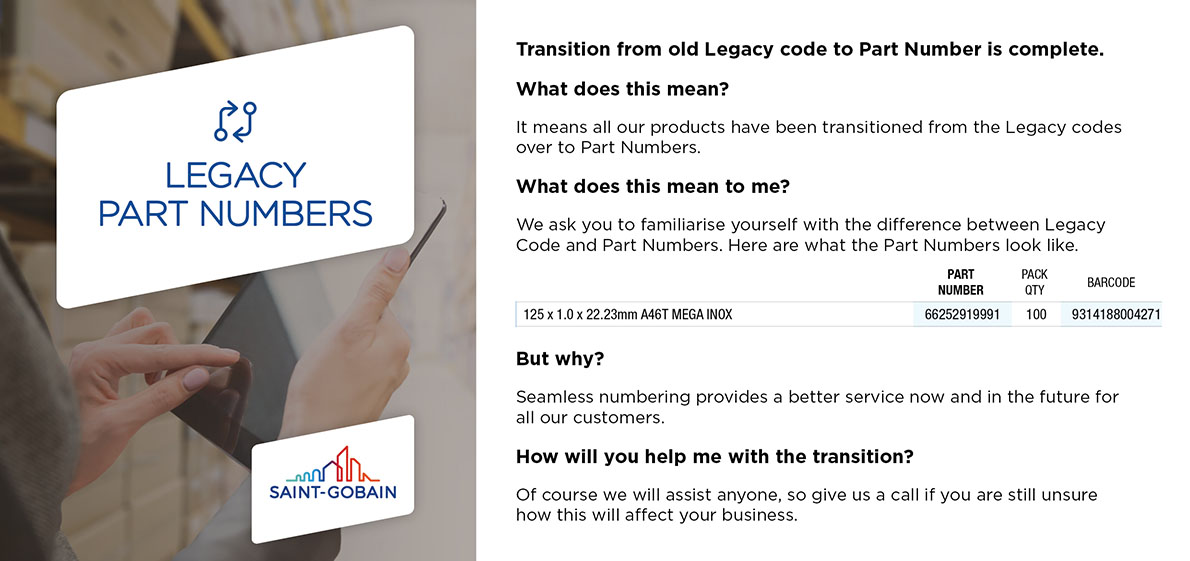 LEGACY
PART NUMBERS
SAINT-GOBAIN
Transition from old Legacy code to Part Number is complete.
What does this mean?
It means all our products have been transitioned from the Legacy codes
over to Part Numbers.
What does this mean to me?
We ask you to familiarise yourself with the difference between Legacy
Code and Part Numbers. Here are what the Part Numbers look like.
PART NUMBER PACK QTY BARCODE
125 x 1.0 x 22.23mm A46T MEGA INOX 66252919991 100 9314188004271
But why?
Seamless numbering provides a better service now and in the future for
all our customers.
How will you help me with the transition?
Of course we will assist anyone, so give us a call if you are still unsure
how this will affect your business.